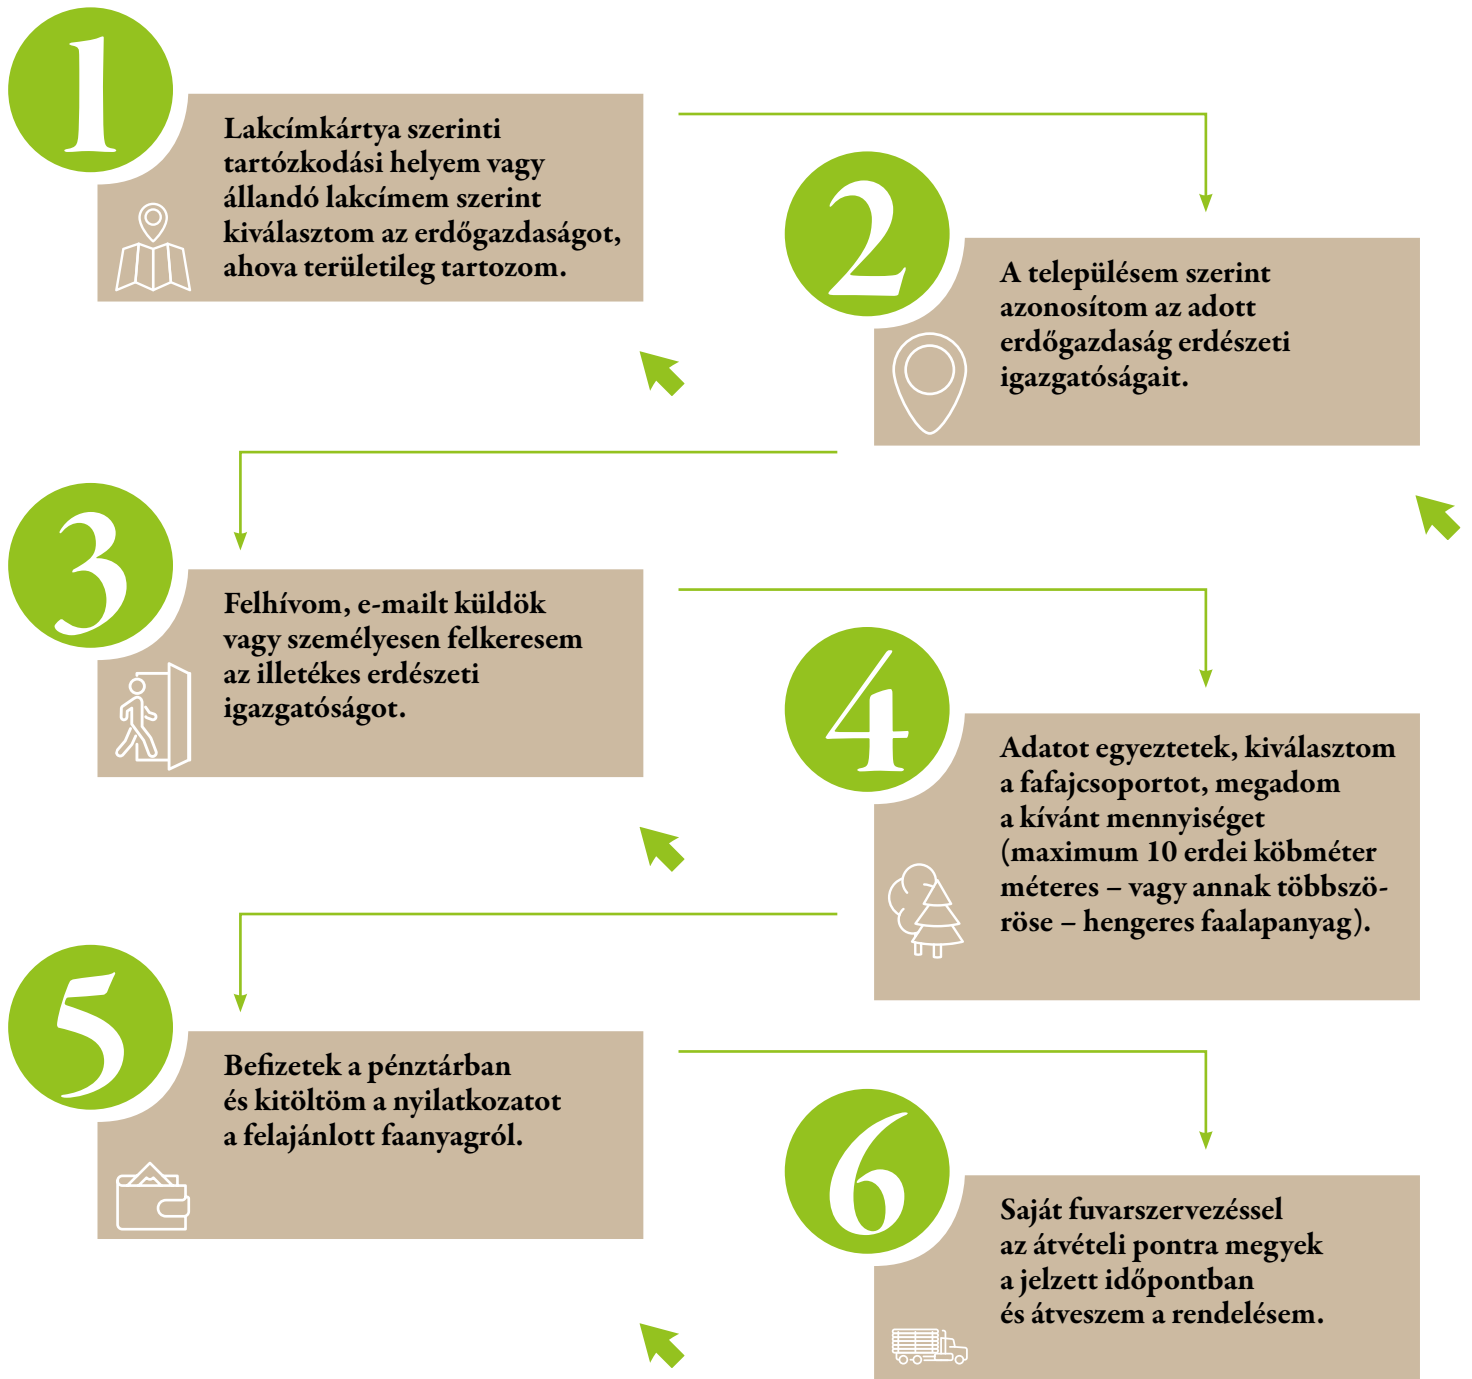 1
Lakcímkártya szerinti
tartózkodási helyem vagy
állandó lakcímem szerint
kiválasztom az erdőgazdaságot,
ahova területileg tartozom.
2
A településem szerint
azonosítom az adott
erdőgazdaság erdészeti
igazgatóságait.
3
Felhívom, e-mailt küldök
vagy személyesen felkeresem
az illetékes erdészeti
igazgatóságot.
4
Adatot egyeztetek, kiválasztom
a fafajcsoportot, megadom
a kívánt mennyiséget
(maximum 10 erdei köbméter
méteres – vagy annak többszö-
röse – hengeres faalapanyag).
5
Befizetek a pénztárban
és kitöltöm a nyilatkozatot
a felajánlott faanyagról.
6
Saját fuvarszervezéssel
az átvételi pontra megyek
a jelzett időpontban
és átveszem a rendelésem.